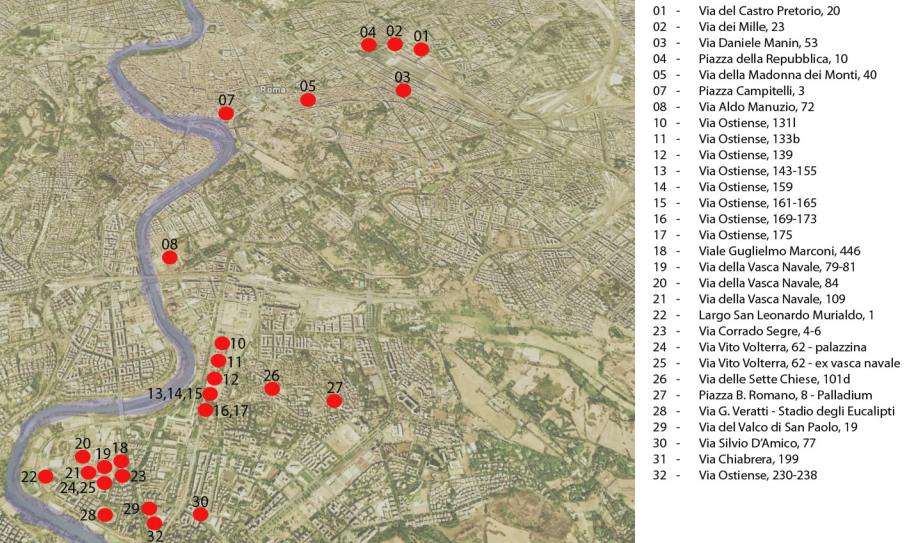 04 02 01
03
05
Roma
07
08
10
11
12
13,14,15
16,17
26
27
20
19 18
22 21 23
24,25
28 29 30
32
01 - Via del Castro Pretorio, 20
02 - Via dei Mille, 23
03 - Via Daniele Manin, 53
04 - Piazza della Repubblica, 10
05 - Via della Madonna dei Monti, 40
07 - Piazza Campitelli, 3
08 - Via Aldo Manuzio, 72
10 - Via Ostiense, 131l
11 - Via Ostiense, 133b
12 - Via Ostiense, 139
13 - Via Ostiense, 143-155
14 - Via Ostiense, 159
15 - Via Ostiense, 161-165
16 - Via Ostiense, 169-173
17 - Via Ostiense, 175
18 - Viale Guglielmo Marconi, 446
19 - Via della Vasca Navale, 79-81
20 - Via della Vasca Navale, 84
21 - Via della Vasca Navale, 109
22 - Largo San Leonardo Murialdo, 1
23 - Via Corrado Segre, 4-6
24 - Via Vito Volterra, 62 - palazzina
25 - Via Vito Volterra, 62 - ex vasca navale
26 - Via delle Sette Chiese, 101d
27 - Piazza B. Romano, 8 - Palladium
28 - Via G. Veratti - Stadio degli Eucalipti
29 - Via del Valco di San Paolo, 19
30 - Via Silvio D'Amico, 77
31 - Via Chiabrera, 199
32 - Via Ostiense, 230-238